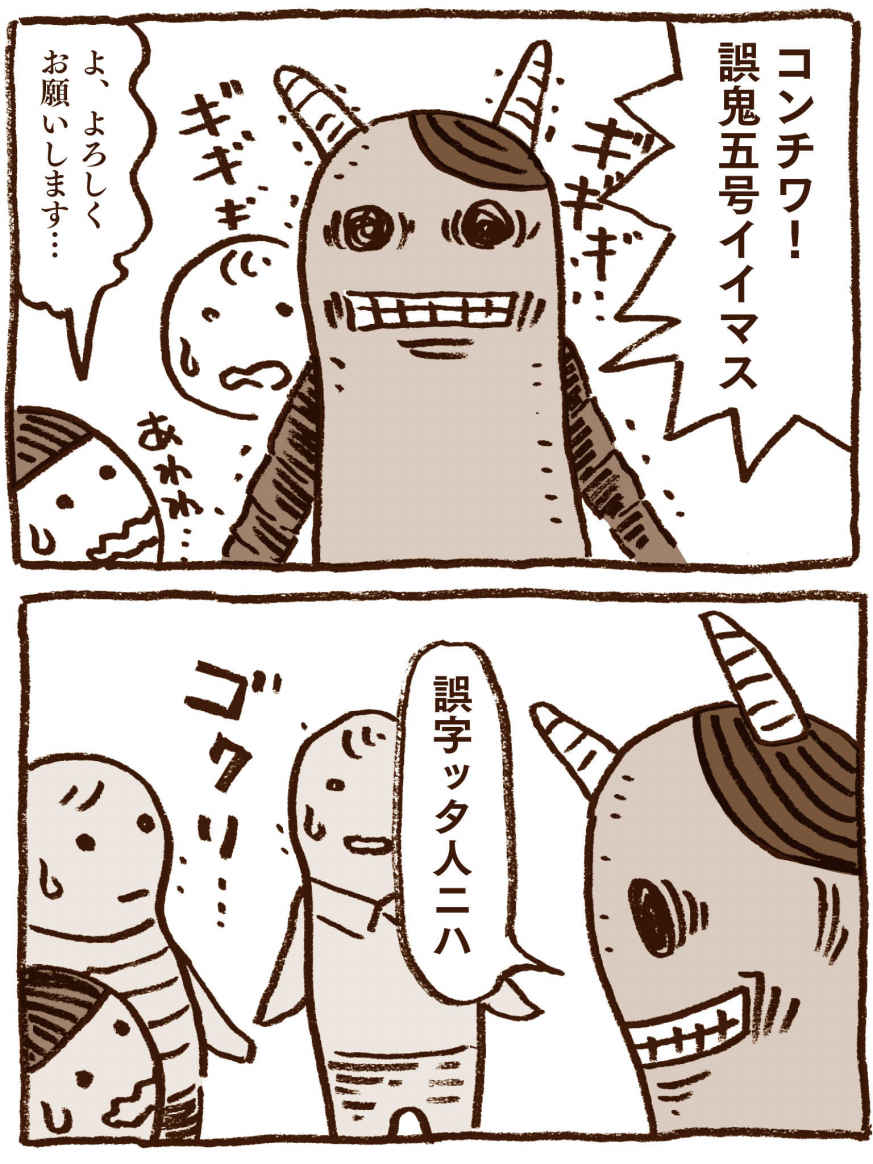 コンチワ!
誤鬼五号イイマス
ギギギ…
ギギギ
よ、よろしく
お願いします…
あわわ…
誤字ッタ人ニハ
ゴクリ…